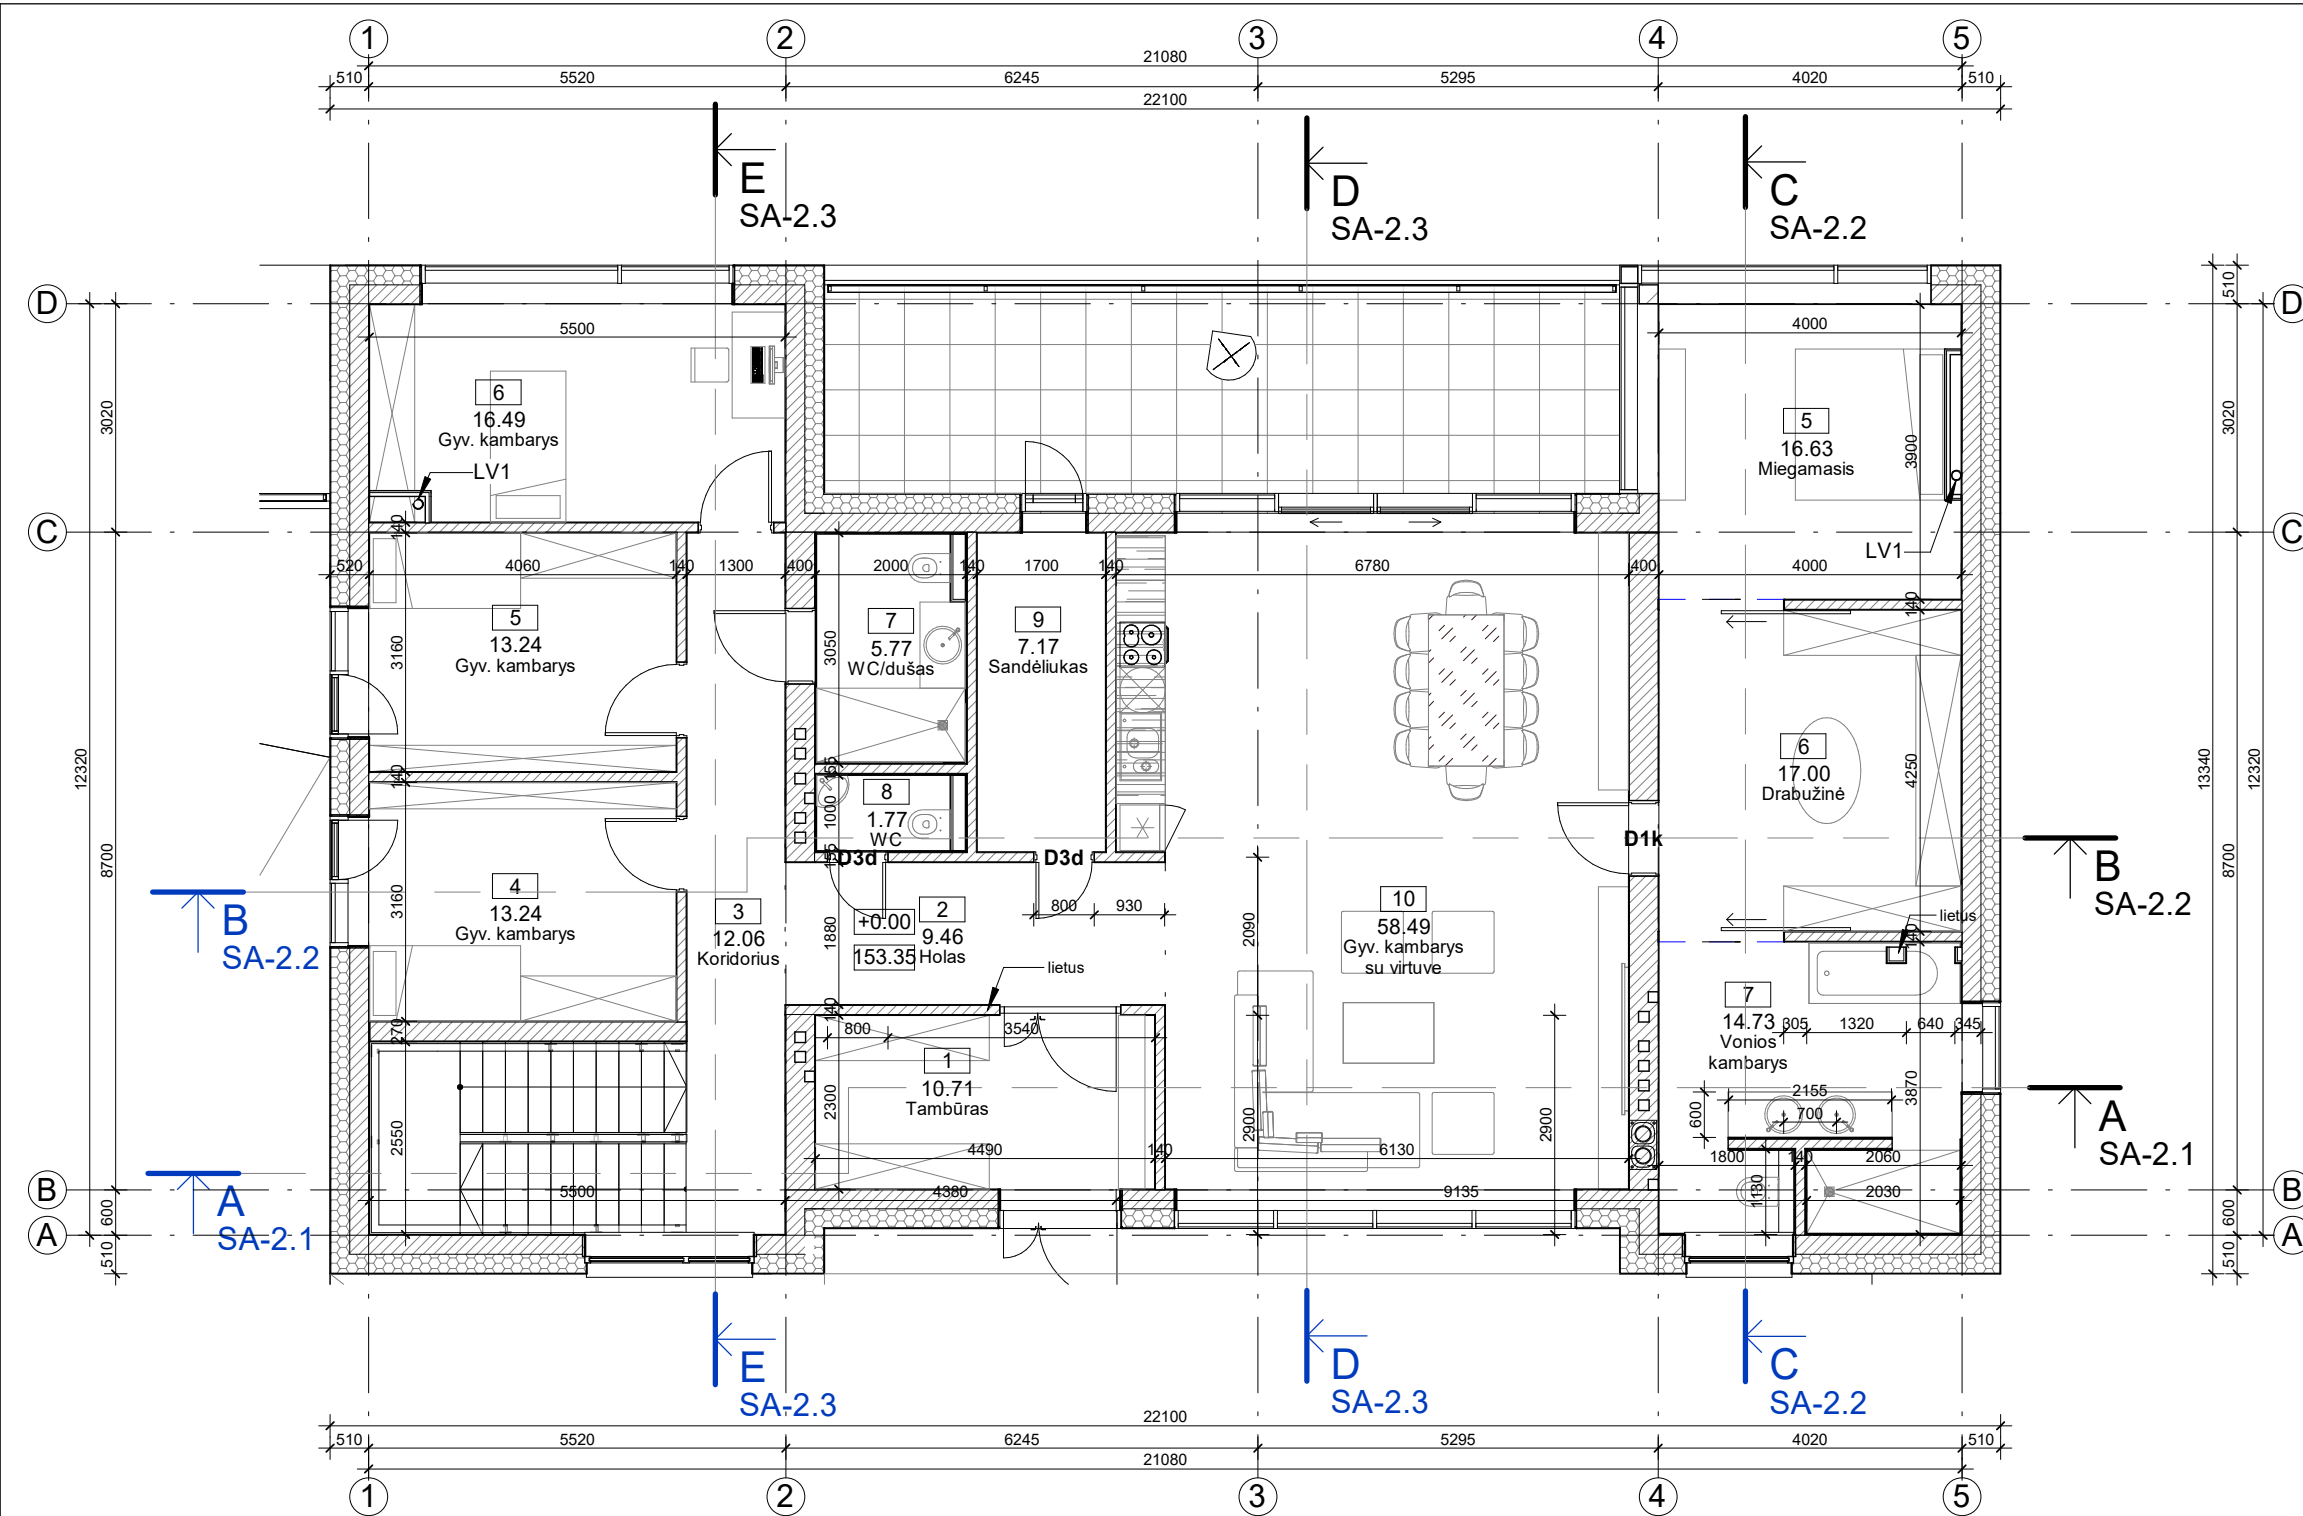 1 2 3 4 5
21080
510 5520 6245 5295 4020 510
22100
E
SA-2.3
D
SA-2.3
C
SA-2.2
D D
510
5500
4000
6
16.49
Gyv. kambarys
LV1
5
16.63
Miegamasis
3900
3020
3020
C C
LV1
140
520 4060 140 1300 400 2000 140 1700 140 6780 400 4000
140
5
13.24
Gyv. kambarys
3160
7
5.77
WC/dušas
3050
9
7.17
Sandėliukas
6
17.00
Drabužinė
4250
12320
13340
12320
140
155
8
1.77
WC
1000
155
D3d
D3d
D1k
8700
8700
B
SA-2.2
B
SA-2.2
4
13.24
Gyv. kambarys
3160
3
12.06
Koridorius
+0.00
153.35
2
9.46
Holas
1880
800 930
2090
10
58.49
Gyv. kambarys
su virtuve
lietus
140
lietus
140
270
7
14.73
Vonios
kambarys
305 1320 640 345
800 3540
1
10.71
Tambūras
2300
2550
2900
2900
2155
600
700
3870
A
SA-2.1
4490 140 6130
1800 140 2060
1130
A
SA-2.1
B B
5500 4380 9135 2030
600
600
A A
510
510
E
SA-2.3
D
SA-2.3
C
SA-2.2
22100
510 5520 6245 5295 4020 510
21080
1 2 3 4 5